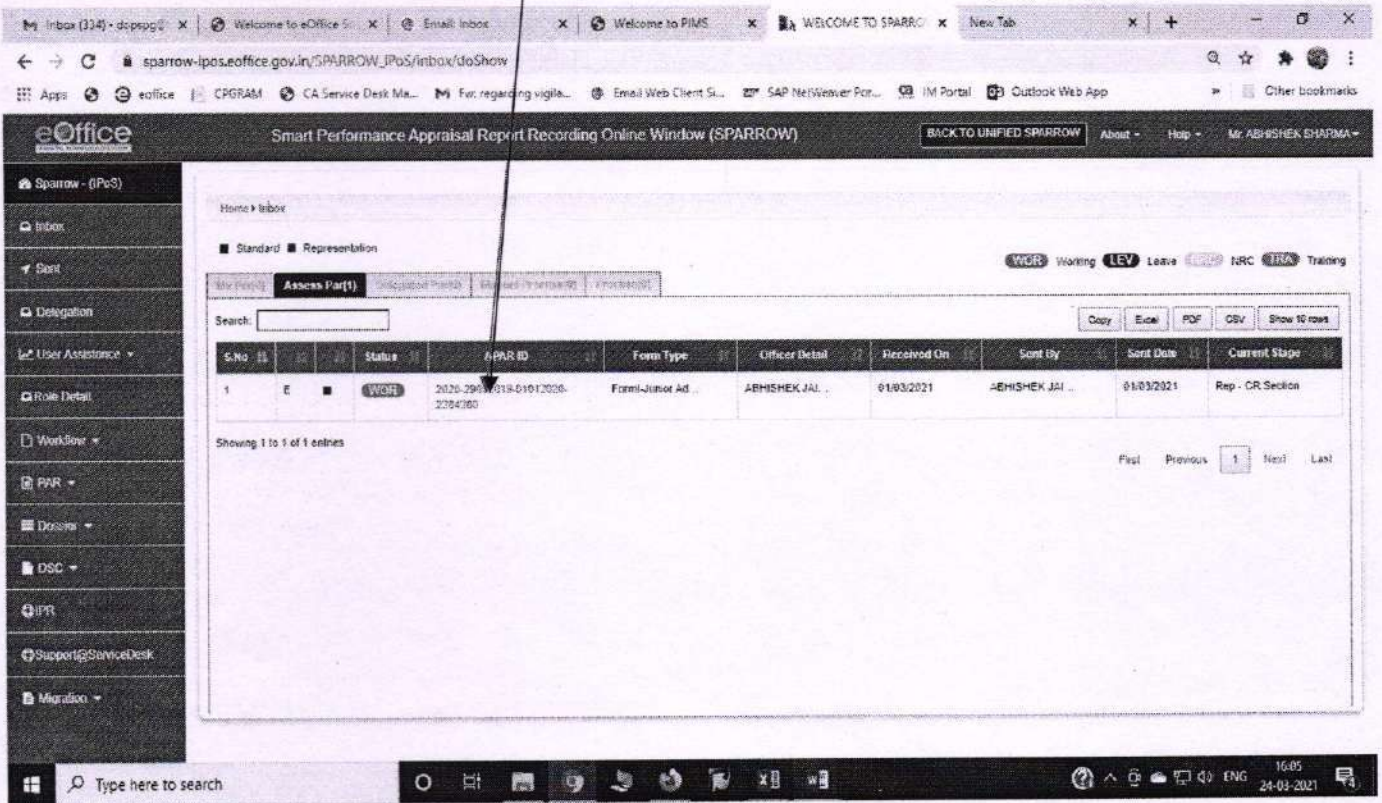 Inbox (334) - dopspg2
Welcome to eOffice S
Email: Inbox
Welcome to PIMS
WELCOME TO SPARRO
New Tab
sparrow-ipos.eoffice.gov.in/SPARROW_IPoS/inbox/doShow
Apps
eoffice
CPGRAM
CA Service Desk Ma...
Fw: regarding vigila...
Email Web Client Si...
SAP NetWeaver Por...
IM Portal
Outlook Web App
Other bookmarks
eOffice
Smart Performance Appraisal Report Recording Online Window (SPARROW)
BACK TO UNIFIED SPARROW
About
Help
Mr. ABHISHEK SHARMA
Sparrow - (IPoS)
Inbox
Sent
Delegation
User Assistance
Role Detail
Workflow
PAR
Dossier
DSC
IPR
Support@ServiceDesk
Migration
Home Inbox
Standard Representation
WOR Working LEV Leave NRC TRA Training
Assess Par(1)
Search:
Copy Excel PDF CSV Show 10 rows
S.No Status APAR ID Form Type Officer Detail Received On Sent By Sent Date Current Stage
1 E WOR Form I-Junior Ad... ABHISHEK JAI... 01/03/2021 ABHISHEK JAI... 01/03/2021 Rep - CR Section
2284260
Showing 1 to 1 of 1 entries
First Previous 1 Next Last
Type here to search
ENG
16:05
24-03-2021